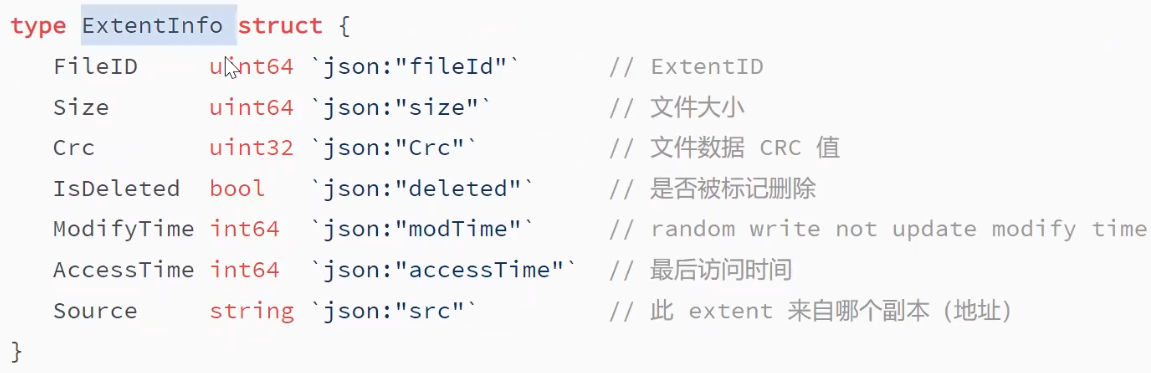 type ExtentInfo struct {
FileID uint64 `json:"fileId"` // ExtentID
Size uint64 `json:"size"` // 文件大小
Crc uint32 `json:"Crc"` // 文件数据 CRC 值
IsDeleted bool `json:"deleted"` // 是否被标记删除
ModifyTime int64 `json:"modTime"` // random write not update modify time
AccessTime int64 `json:"accessTime"` // 最后访问时间
Source string `json:"src"` // 此 extent 来自哪个副本（地址）
}